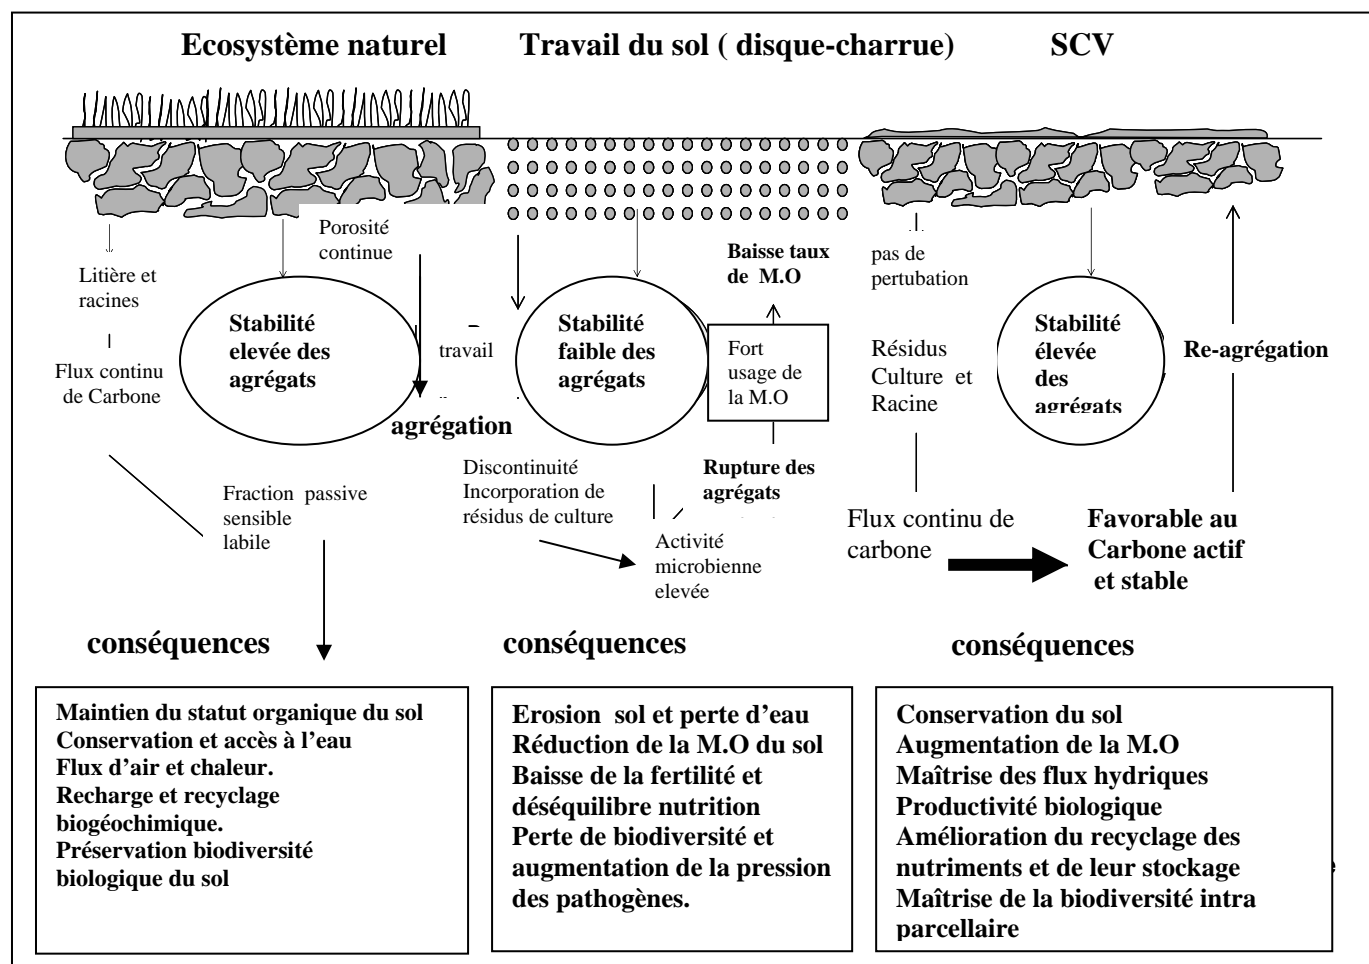 Ecosystème naturel
Travail du sol ( disque-charrue)
SCV
Porosité
continue
Litière et
racines
Flux continu
de Carbone
Stabilité
elevée des
agrégats
travail
agrégation
Fraction passive
sensible
labile
Stabilité
faible des
agrégats
Baisse taux
de M.O
Fort
usage de
la M.O
Rupture des
agrégats
Discontinuité
Incorporation de
résidus de culture
Activité
microbienne
elevée
pas de
pertubation
Résidus
Culture et
Racine
Stabilité
élevée
des
agrégats
Re-agrégation
Flux continu de
carbone
Favorable au
Carbone actif
et stable
conséquences
conséquences
conséquences
Maintien du statut organique du sol
Conservation et accès à l’eau
Flux d’air et chaleur.
Recharge et recyclage
biogéochimique.
Préservation biodiversité
biologique du sol
Erosion sol et perte d’eau
Réduction de la M.O du sol
Baisse de la fertilité et
déséquilibre nutrition
Perte de biodiversité et
augmentation de la pression
des pathogènes.
Conservation du sol
Augmentation de la M.O
Maîtrise des flux hydriques
Productivité biologique
Amélioration du recyclage des
nutriments et de leur stockage
Maîtrise de la biodiversité intra
parcellaire